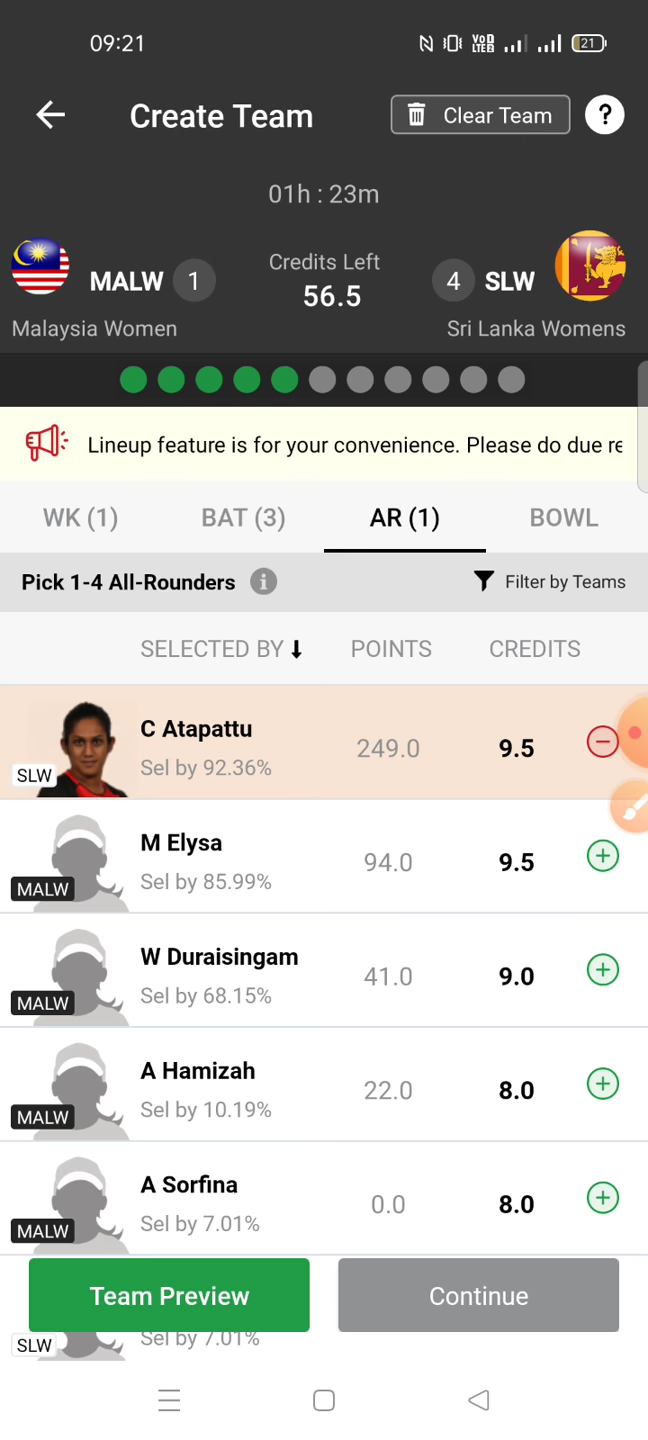 09:21
VoD LTE2 21
Create Team
Clear Team
?
01h : 23m
MALW 1
Credits Left
56.5
4 SLW
Malaysia Women
Sri Lanka Womens
Lineup feature is for your convenience. Please do due re
WK (1) BAT (3) AR (1) BOWL
Pick 1-4 All-Rounders i
Filter by Teams
SELECTED BY POINTS CREDITS
C Atapattu
SLW Sel by 92.36% 249.0 9.5
M Elysa
MALW Sel by 85.99% 94.0 9.5
W Duraisingam
MALW Sel by 68.15% 41.0 9.0
A Hamizah
MALW Sel by 10.19% 22.0 8.0
A Sorfina
MALW Sel by 7.01% 0.0 8.0
Team Preview Continue
SLW Sel by 7.01%